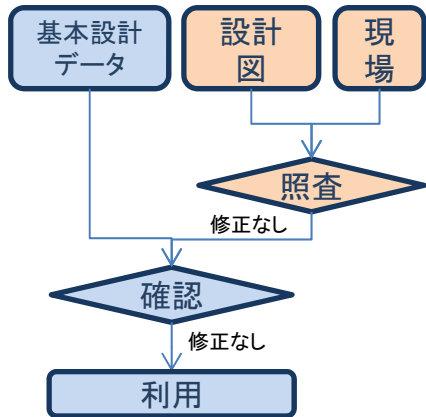 基本設計
データ
設計
図
現
場
照査
修正なし
確認
修正なし
利用